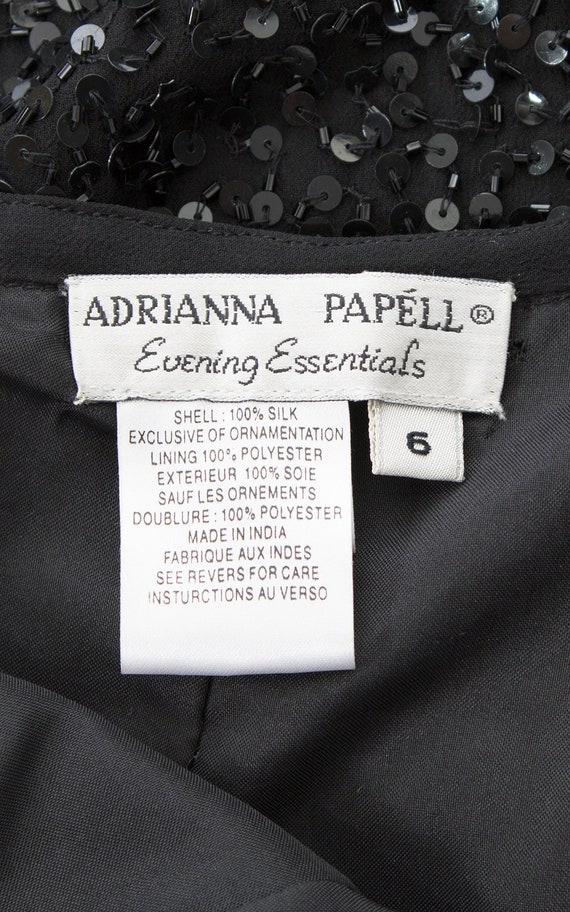 ADRIANNA PAPÉLL®
Evening Essentials
6
SHELL : 100% SILK
EXCLUSIVE OF ORNAMENTATION
LINING 100% POLYESTER
EXTERIEUR 100% SOIE
SAUF LES ORNEMENTS
DOUBLURE : 100% POLYESTER
MADE IN INDIA
FABRIQUE AUX INDES
SEE REVERS FOR CARE
INSTURCTIONS AU VERSO